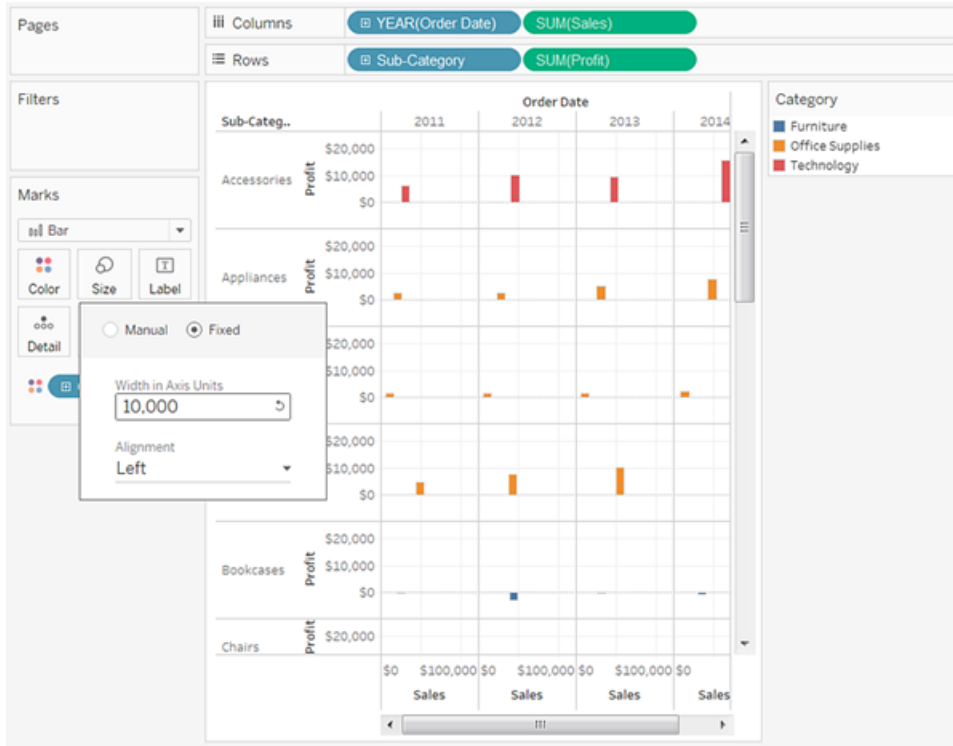 Pages
Columns
YEAR(Order Date)
SUM(Sales)
Rows
Sub-Category
SUM(Profit)
Filters
Marks
Bar
Color
Size
Label
Detail
Manual
Fixed
Width in Axis Units
10,000
Alignment
Left
Order Date
Sub-Categ..
2011
2012
2013
2014
Accessories
Profit
$20,000
$10,000
$0
Appliances
Profit
$20,000
$10,000
$0
$20,000
$10,000
$0
$20,000
$10,000
$0
Bookcases
Profit
$20,000
$10,000
$0
Chairs
Profit
$20,000
$0 $100,000 $0 $100,000 $0 $100,000 $0
Sales Sales Sales Sales
Category
Furniture
Office Supplies
Technology